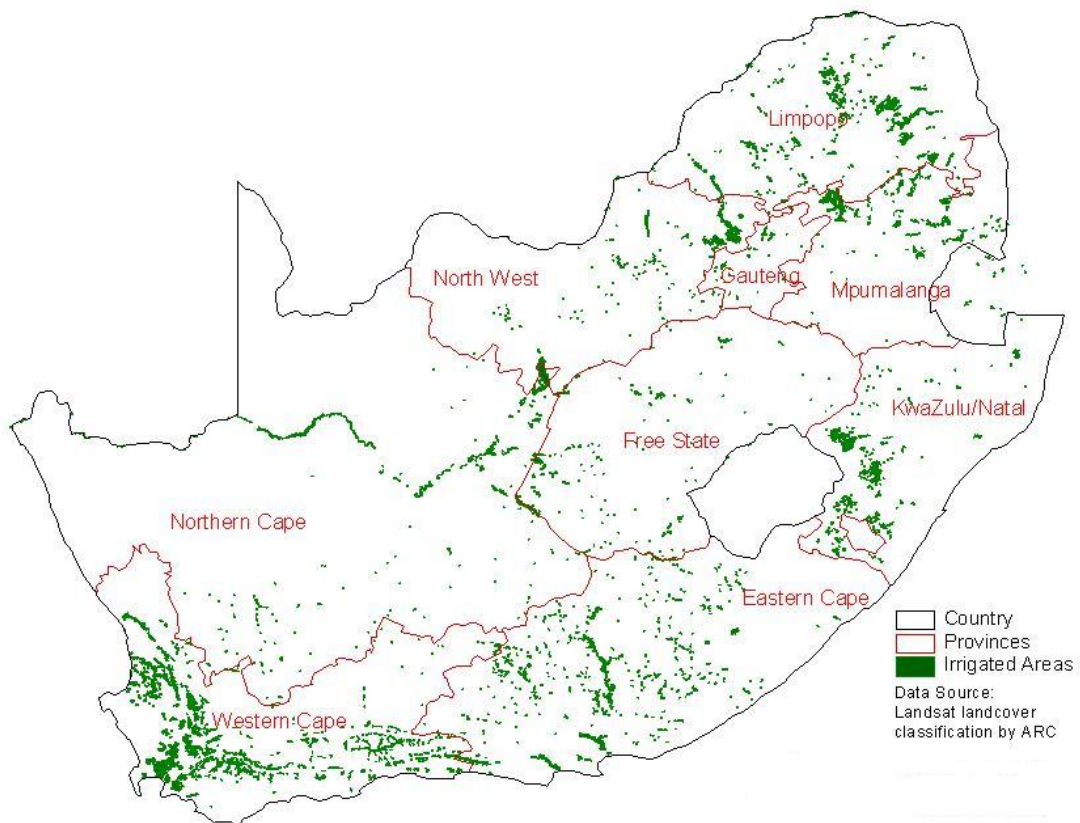 Limpopo
North West
Gauteng
Mpumalanga
KwaZulu/Natal
Free State
Northern Cape
Eastern Cape
Western Cape
Country
Provinces
Irrigated Areas
Data Source:
Landsat landcover
classification by ARC